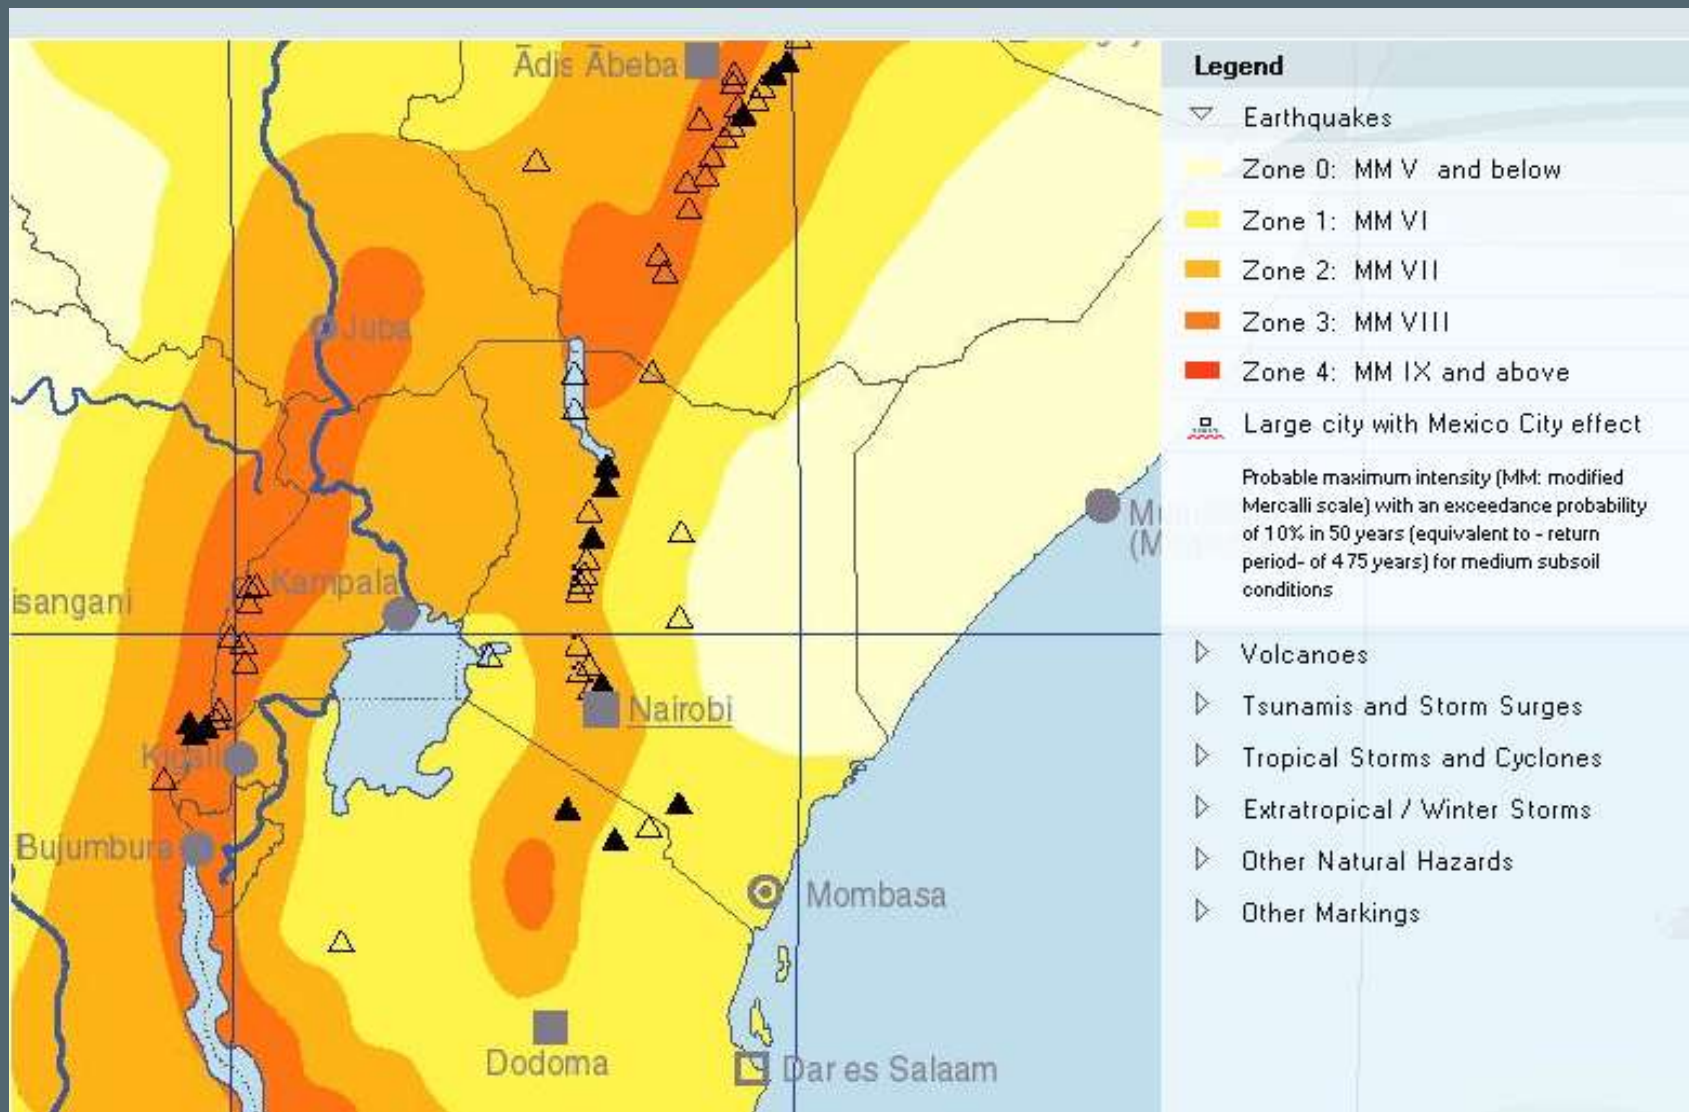 Ādis Ābeba
Juba
Kampala
isangani
Nairobi
Kigali
Bujumbura
Mombasa
Dodoma
Dar es Salaam
Legend
Earthquakes
Zone 0: MM V and below
Zone 1: MM VI
Zone 2: MM VII
Zone 3: MM VIII
Zone 4: MM IX and above
Large city with Mexico City effect
Probable maximum intensity (MM: modified
Mercalli scale) with an exceedance probability
of 10% in 50 years (equivalent to - return
period- of 475 years) for medium subsoil
conditions
Volcanoes
Tsunamis and Storm Surges
Tropical Storms and Cyclones
Extratropical / Winter Storms
Other Natural Hazards
Other Markings